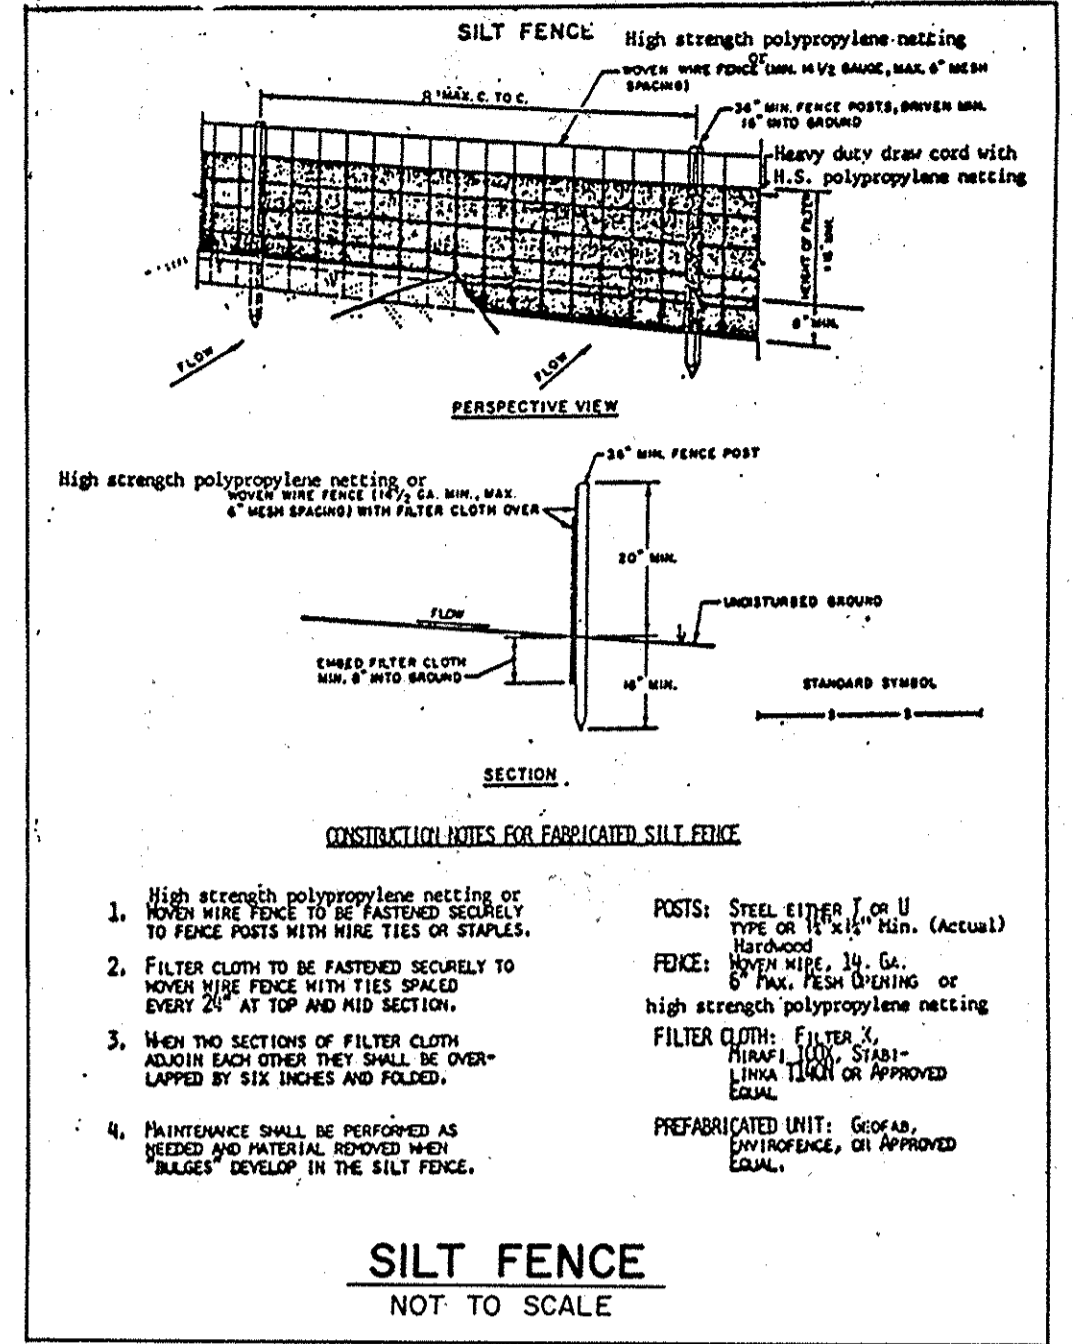 SILT FENCE
High strength polypropylene netting
or
WOVEN WIRE FENCE (MIN. 14 1/2 GAUGE, MAX. 6" MESH
SPACING)
8' MAX. C. TO C.
36" MIN. FENCE POSTS, DRIVEN MIN.
16" INTO GROUND
Heavy duty draw cord with
H.S. polypropylene netting
HEIGHT OF FILTER
16" MIN.
8" MIN.
FLOW
FLOW
PERSPECTIVE VIEW
36" MIN. FENCE POST
High strength polypropylene netting or
WOVEN WIRE FENCE (14 1/2 GA. MIN., MAX.
6" MESH SPACING) WITH FILTER CLOTH OVER
20" MIN.
UNDISTURBED GROUND
FLOW
EMBED FILTER CLOTH
MIN. 8" INTO GROUND
16" MIN.
STANDARD SYMBOL
SECTION
CONSTRUCTION NOTES FOR FABRICATED SILT FENCE
1. High strength polypropylene netting or
WOVEN WIRE FENCE TO BE FASTENED SECURELY
TO FENCE POSTS WITH WIRE TIES OR STAPLES.
2. FILTER CLOTH TO BE FASTENED SECURELY TO
WOVEN WIRE FENCE WITH TIES SPACED
EVERY 24" AT TOP AND MID SECTION.
3. WHEN TWO SECTIONS OF FILTER CLOTH
ADJOIN EACH OTHER THEY SHALL BE OVER-
LAPPED BY SIX INCHES AND FOLDED.
4. MAINTENANCE SHALL BE PERFORMED AS
NEEDED AND MATERIAL REMOVED WHEN
"BULGES" DEVELOP IN THE SILT FENCE.
POSTS: STEEL EITHER T OR U
TYPE OR Min. (Actual)
Hardwood
FENCE: WOVEN WIRE, 14. GA.
6" MAX. MESH OPENING or
high strength polypropylene netting
FILTER CLOTH: FILTER X,
MIRAFI 100X, STABI-
LINKA T140N OR APPROVED
EQUAL
PREFABRICATED UNIT: GEOFAB,
ENVIROFENCE, OR APPROVED
EQUAL.
SILT FENCE
NOT TO SCALE